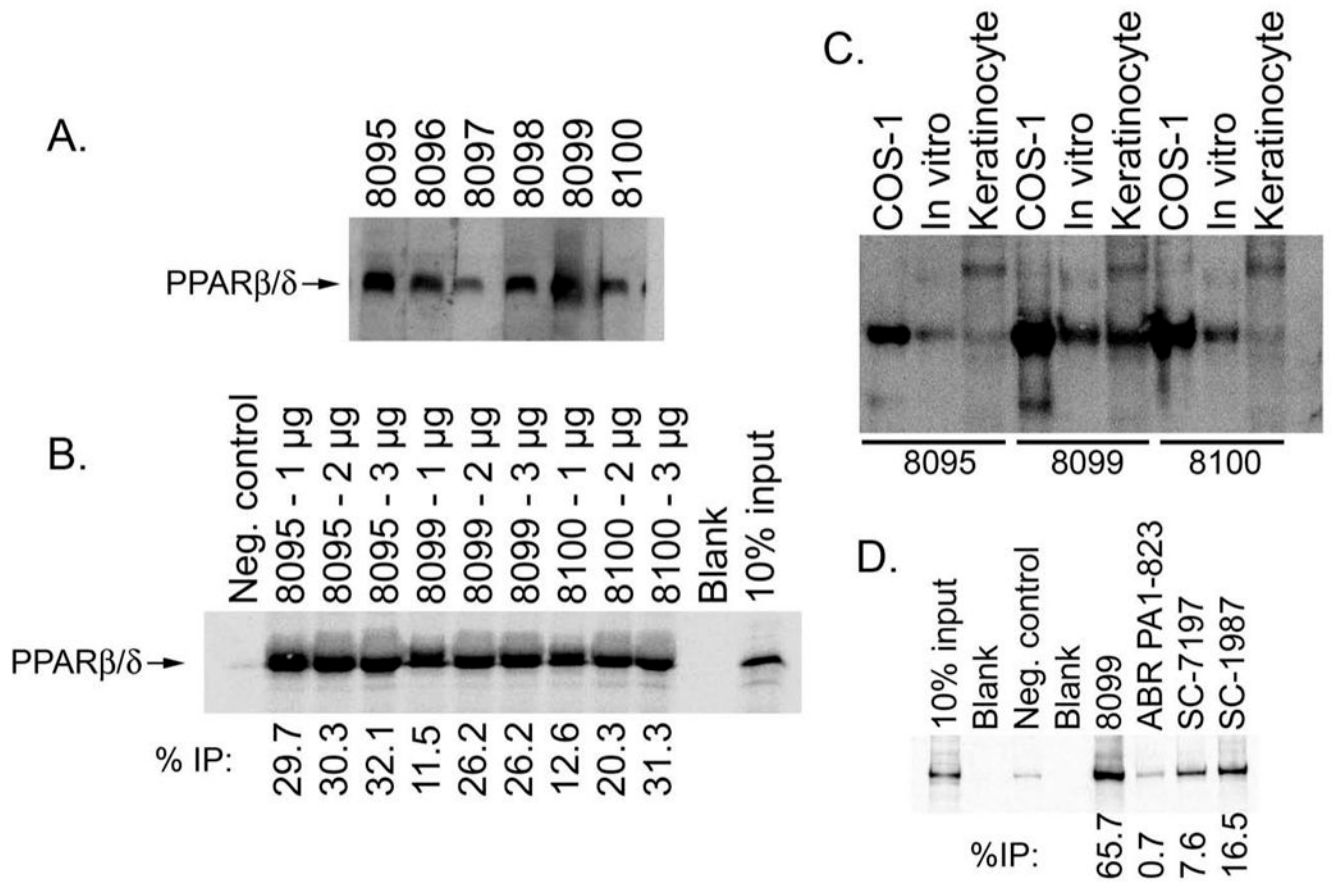 A.
8095
8096
8097
8098
8099
8100
PPARβ/δ
B.
Neg. control
8095 - 1 µg
8095 - 2 µg
8095 - 3 µg
8099 - 1 µg
8099 - 2 µg
8099 - 3 µg
8100 - 1 µg
8100 - 2 µg
8100 - 3 µg
Blank
10% input
PPARβ/δ
% IP:
29.7
30.3
32.1
11.5
26.2
26.2
12.6
20.3
31.3
C.
COS-1
In vitro
Keratinocyte
COS-1
In vitro
Keratinocyte
COS-1
In vitro
Keratinocyte
8095
8099
8100
D.
10% input
Blank
Neg. control
Blank
8099
ABR PA1-823
SC-7197
SC-1987
%IP:
65.7
0.7
7.6
16.5